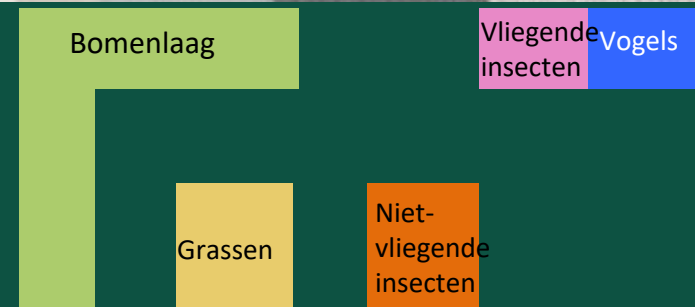 Bomenlaag
Vliegende
insecten
Vogels
Grassen
Niet-
vliegende
insecten